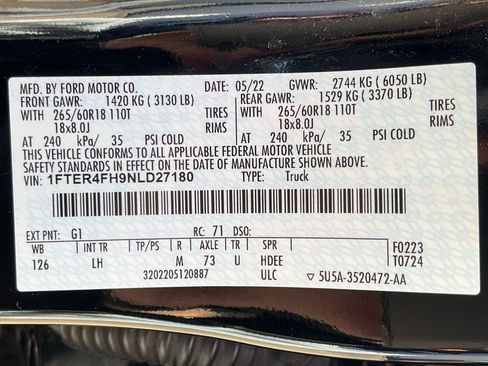 MFD. BY FORD MOTOR CO. 05/22 GVWR: 2744 KG ( 6050 LB)
FRONT GAWR: 1420 KG ( 3130 LB) REAR GAWR: 1529 KG ( 3370 LB)
WITH 265/60R18 110T TIRES WITH 265/60R18 110T TIRES
18x8.0J RIMS 18x8.0J RIMS
AT 240 kPa/ 35 PSI COLD AT 240 kPa/ 35 PSI COLD
THIS VEHICLE CONFORMS TO ALL APPLICABLE FEDERAL MOTOR VEHICLE
SAFETY STANDARDS IN EFFECT ON THE DATE OF MANUFACTURE SHOWN ABOVE.
VIN: 1FTER4FH9NLD27180 TYPE: Truck
EXT PNT: G1 RC: 71 DSO:
WB INT TR TP/PS R AXLE TR SPR F0223
126 LH M 73 U HDEE T0724
3202205120887 ULC 5U5A-3520472-AA